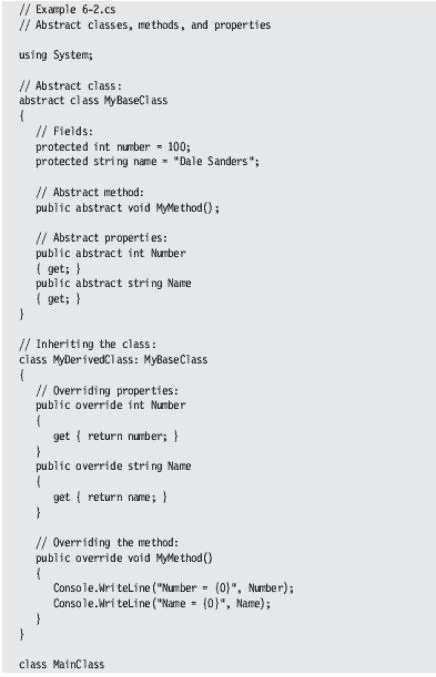 // Example 6-2.cs
// Abstract classes, methods, and properties
using System;
// Abstract class:
abstract class MyBaseClass
{
// Fields:
protected int number = 100;
protected string name = "Dale Sanders";
// Abstract method:
public abstract void MyMethod();
// Abstract properties:
public abstract int Number
{ get; }
public abstract string Name
{ get; }
}
// Inheriting the class:
class MyDerivedClass: MyBaseClass
{
// Overriding properties:
public override int Number
{
get { return number; }
}
public override string Name
{
get { return name; }
}
// Overriding the method:
public override void MyMethod()
{
Console.WriteLine("Number = {0}", Number);
Console.WriteLine("Name = {0}", Name);
}
}
class MainClass